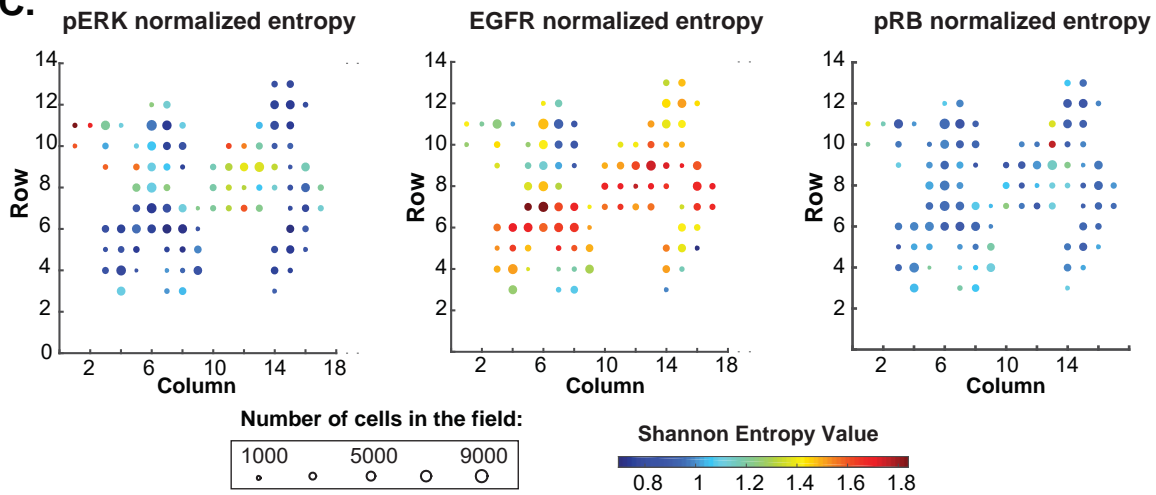 C.
pERK normalized entropy
EGFR normalized entropy
pRB normalized entropy
14
12
10
8
6
4
2
0
Row
2 6 10 14 18
Column
14
12
10
8
6
4
2
Row
2 6 10 14 18
Column
14
12
10
8
6
4
2
Row
2 6 10 14
Column
Number of cells in the field:
1000 5000 9000
Shannon Entropy Value
0.8 1 1.2 1.4 1.6 1.8